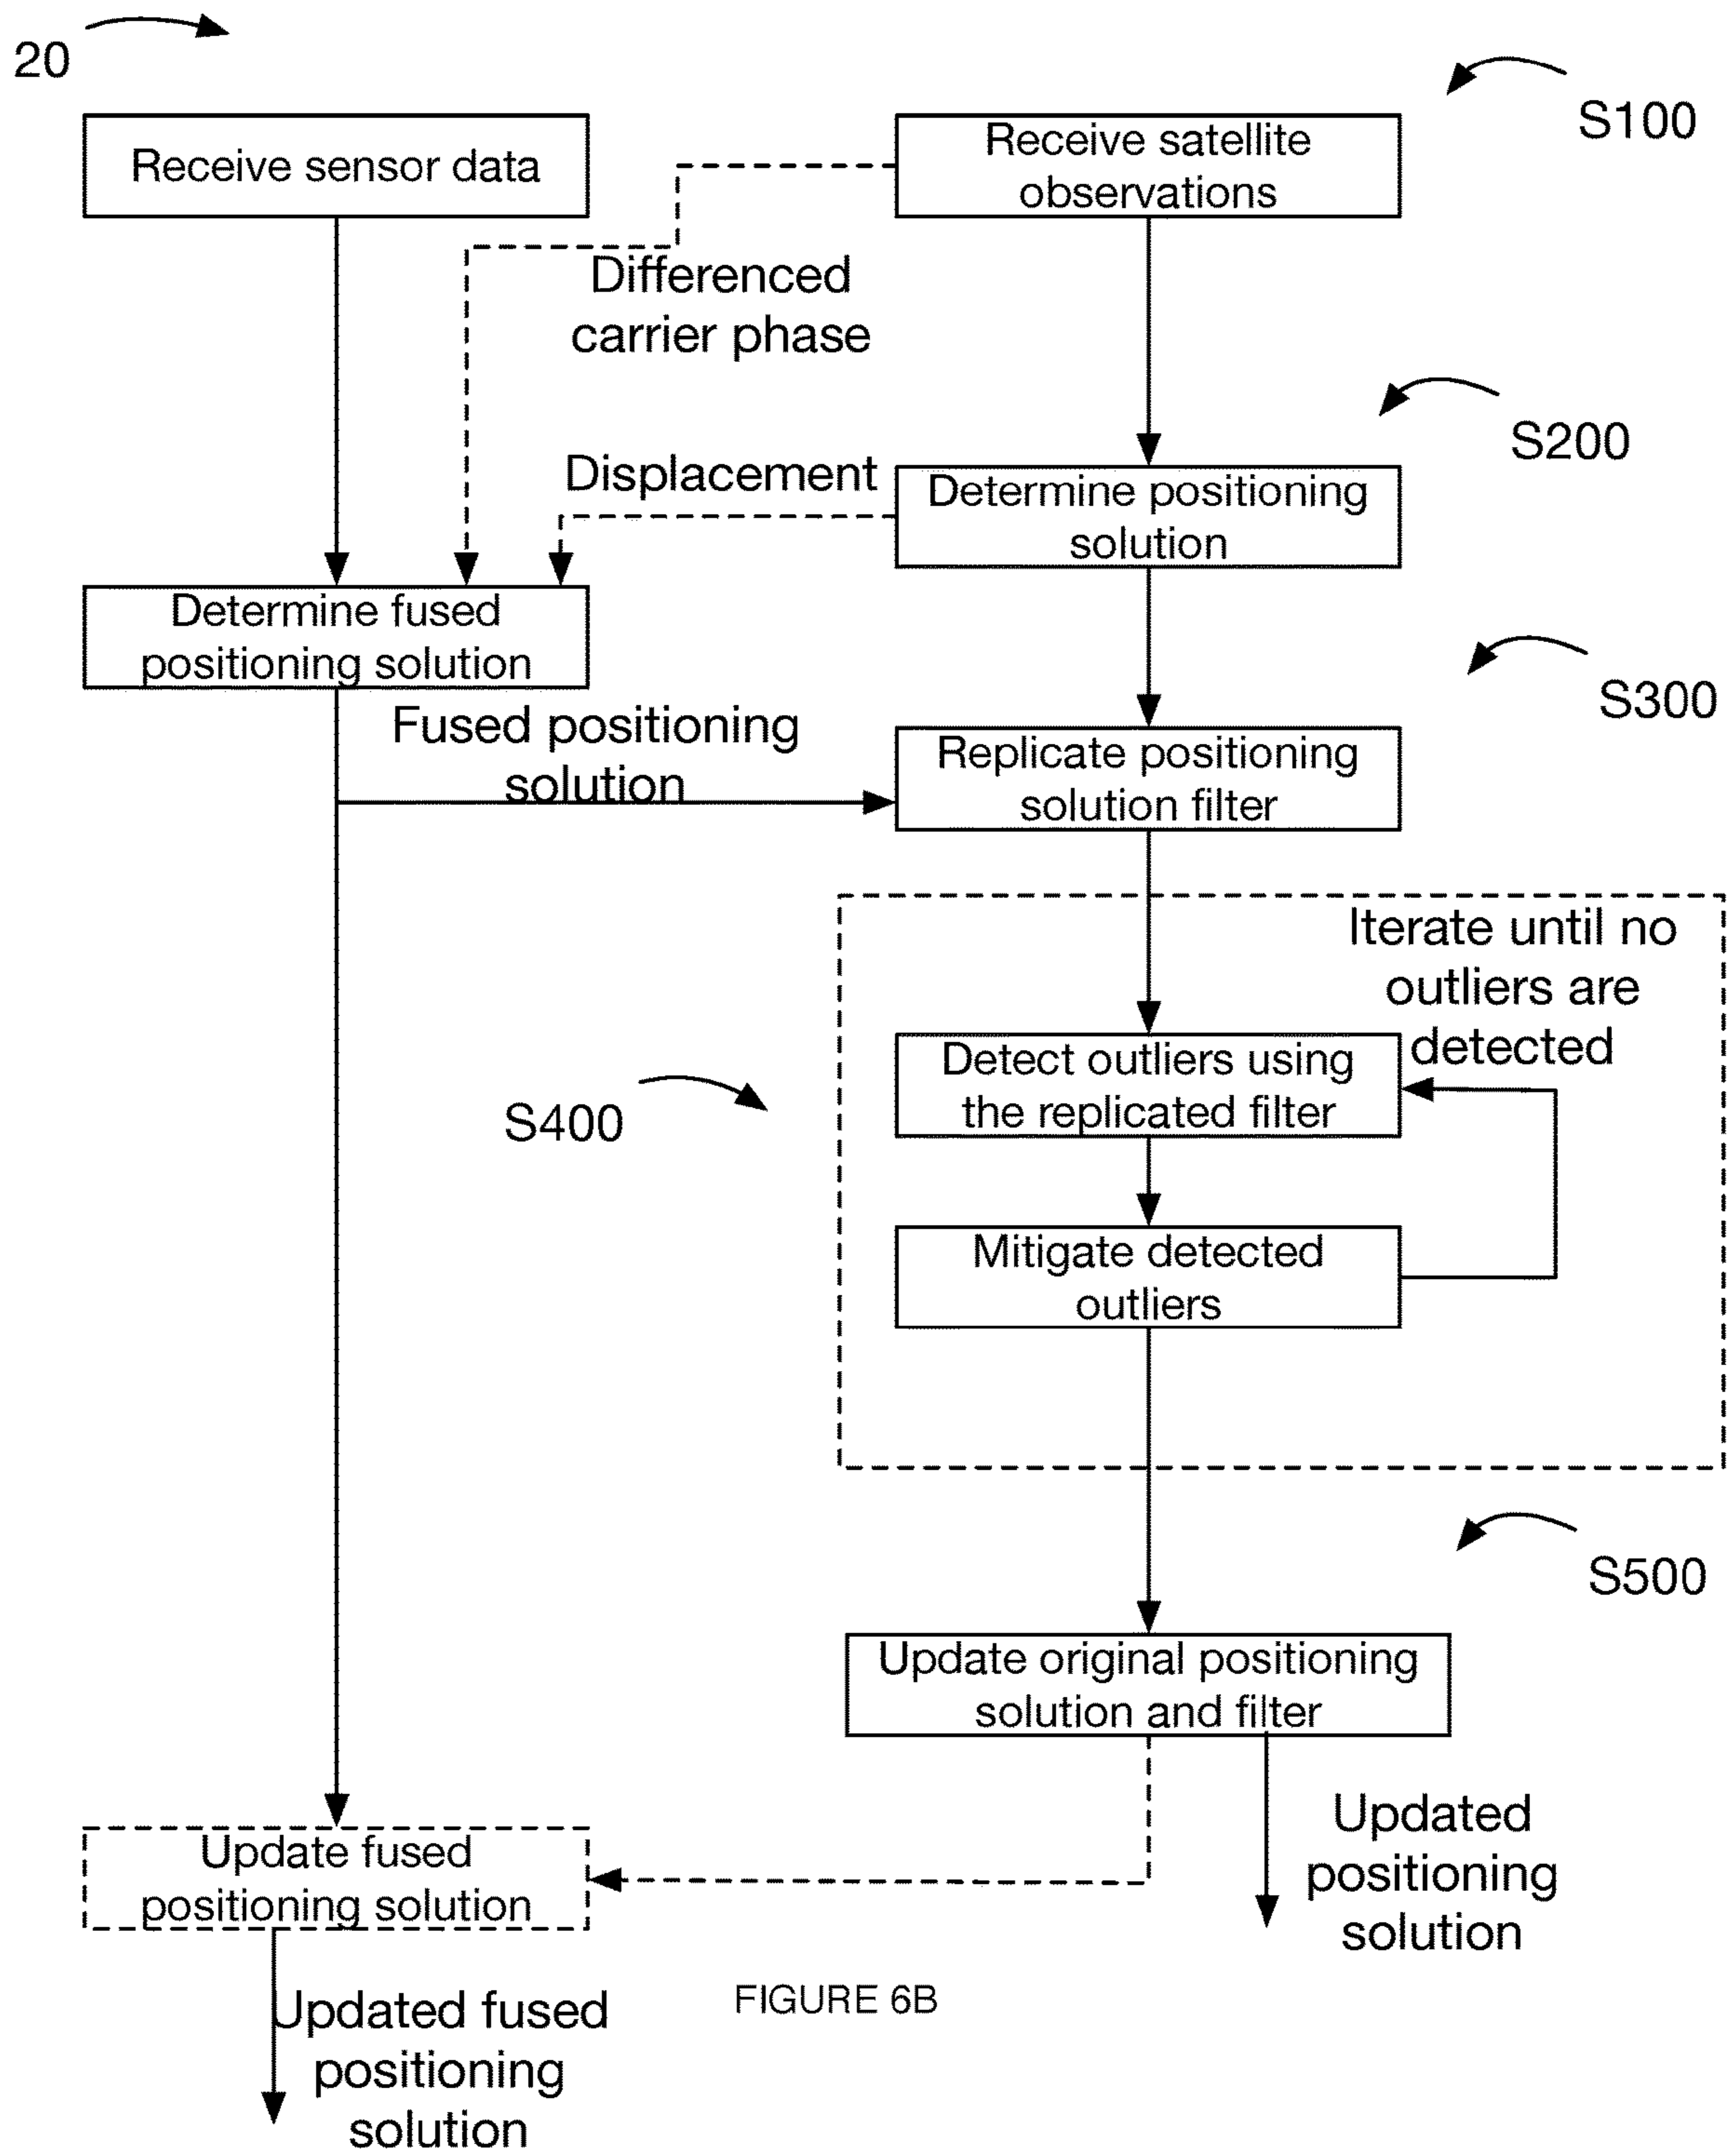 20
S100
Receive sensor data
Receive satellite
observations
Differenced
carrier phase
S200
Displacement
Determine positioning
solution
Determine fused
positioning solution
S300
Fused positioning
solution
Replicate positioning
solution filter
Iterate until no
outliers are
detected
Detect outliers using
the replicated filter
S400
Mitigate detected
outliers
S500
Update original positioning
solution and filter
Updated
positioning
solution
Update fused
positioning solution
Updated fused
positioning
solution
FIGURE 6B